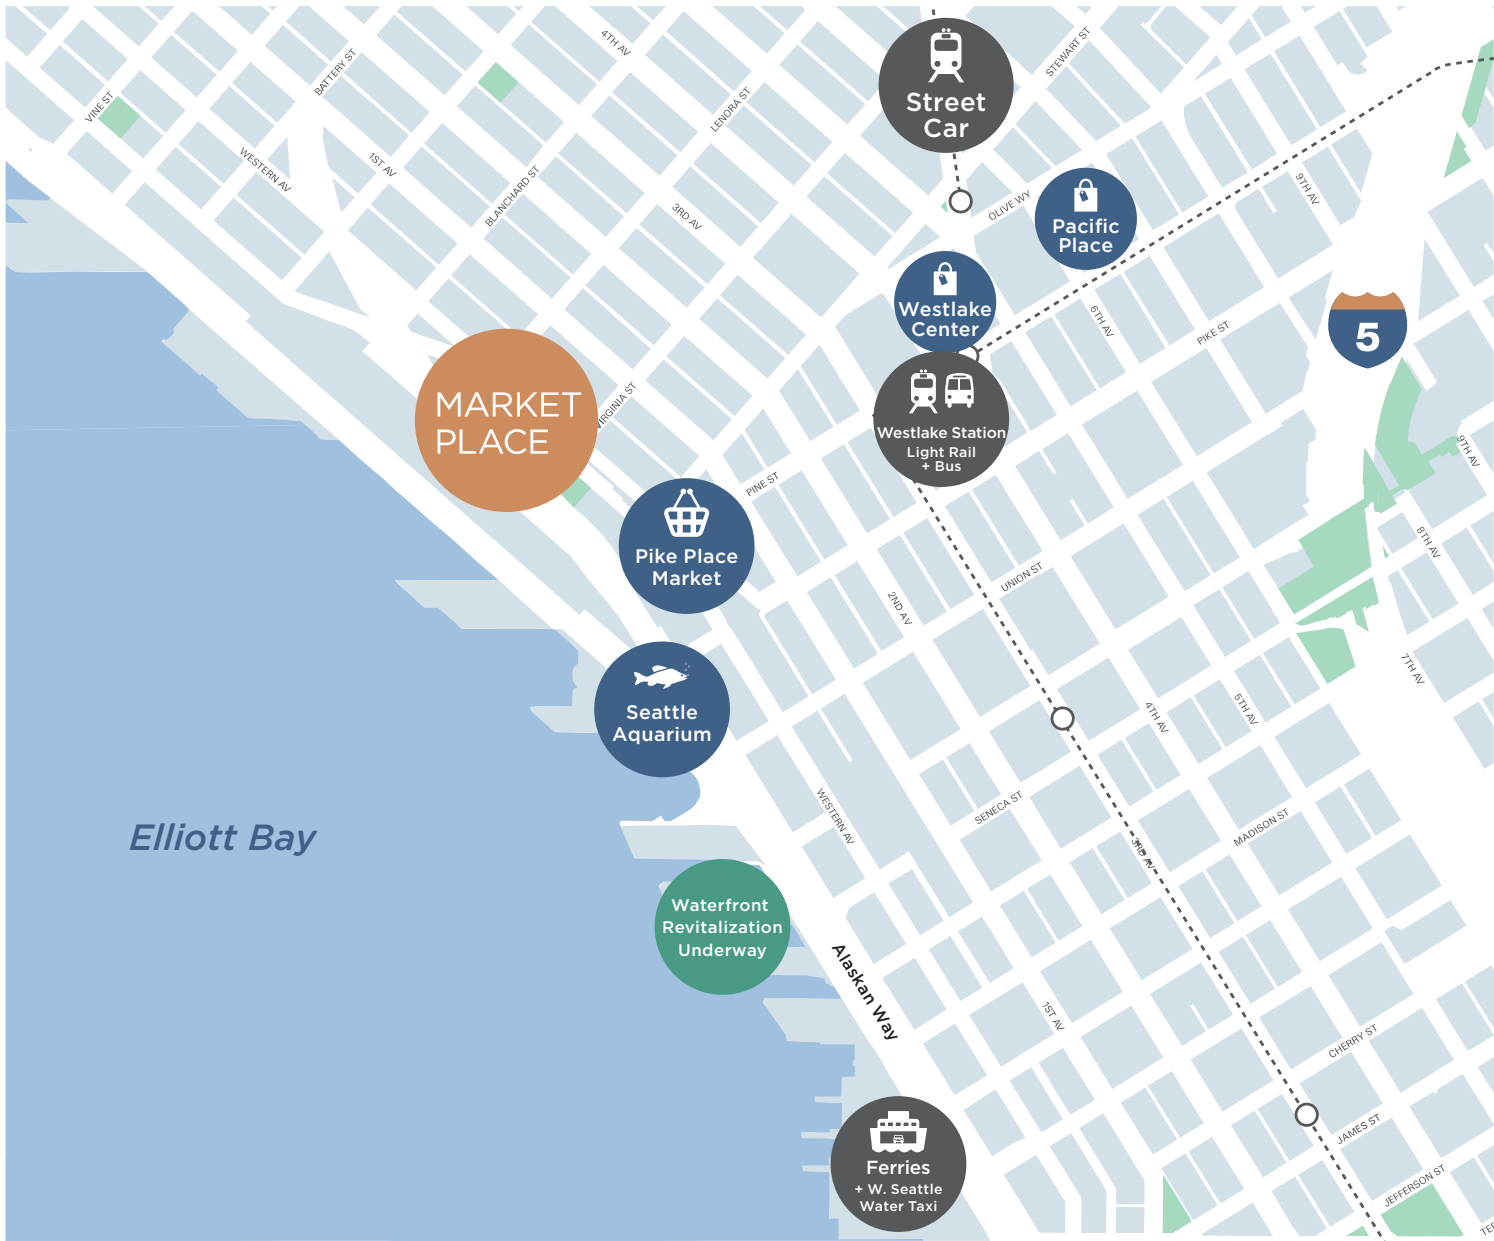 4TH AV
STEWART ST
BATTERY ST
Street
Car
VINE ST
LENORA ST
WESTERN AV
1ST AV
BLANCHARD ST
9TH AV
3RD AV
OLIVE WY
Pacific
Place
Westlake
Center
6TH AV
PIKE ST
5
MARKET
PLACE
VIRGINIA ST
Westlake Station
Light Rail
+ Bus
9TH AV
PINE ST
Pike Place
Market
8TH AV
UNION ST
2ND AV
7TH AV
Seattle
Aquarium
5TH AV
4TH AV
WESTERN AV
SENECA ST
MADISON ST
Elliott Bay
3RD AV
Waterfront
Revitalization
Underway
Alaskan Way
1ST AV
CHERRY ST
JAMES ST
Ferries
+ W. Seattle
Water Taxi
JEFFERSON ST